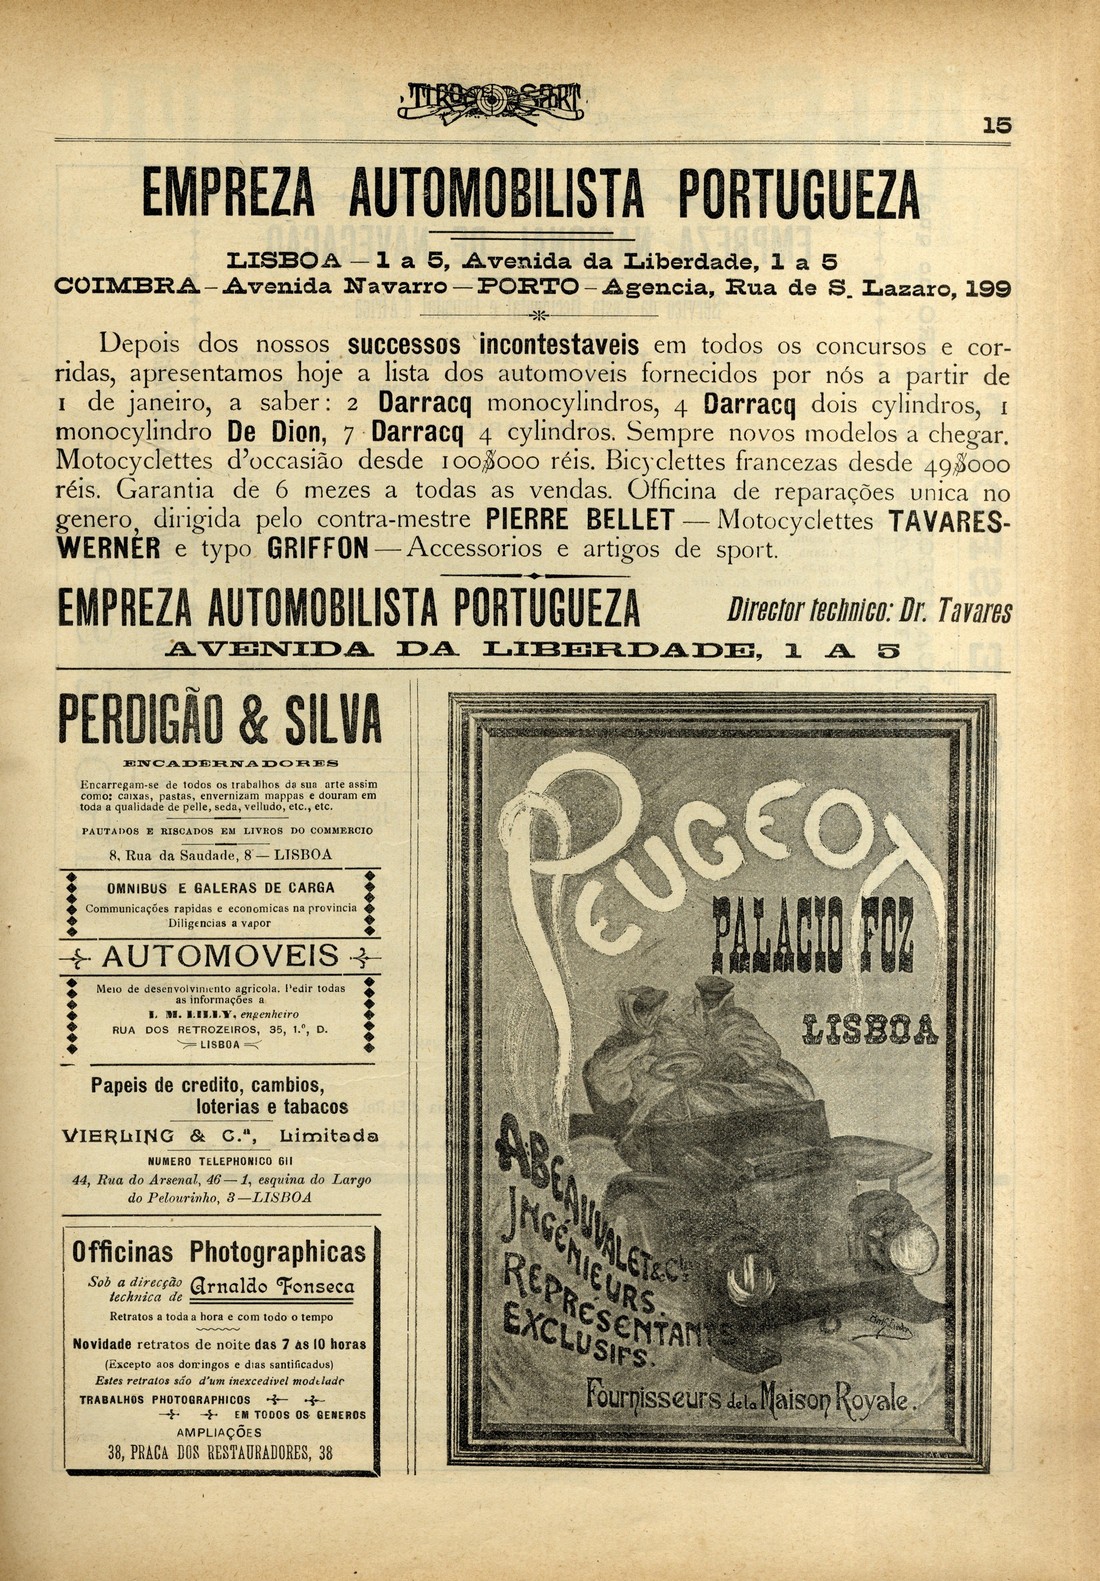 TIRO SPORT
15
EMPREZA AUTOMOBILISTA PORTUGUEZA
LISBOA — 1 a 5, Avenida da Liberdade, 1 a 5
COIMBRA — Avenida Navarro — PORTO — Agencia, Rua de S. Lazaro, 199
Depois dos nossos successos incontestaveis em todos os concursos e cor-
ridas, apresentamos hoje a lista dos automoveis fornecidos por nós a partir de
1 de janeiro, a saber: 2 Darracq monocylindros, 4 Darracq dois cylindros, 1
monocylindro De Dion, 7 Darracq 4 cylindros. Sempre novos modelos a chegar.
Motocyclettes d'occasião desde 100$000 réis. Bicyclettes francezas desde 49$000
réis. Garantia de 6 mezes a todas as vendas. Officina de reparações unica no
genero, dirigida pelo contra-mestre PIERRE BELLET — Motocyclettes TAVARES-
WERNER e typo GRIFFON — Accessorios e artigos de sport.
EMPREZA AUTOMOBILISTA PORTUGUEZA Director technico: Dr. Tavares
AVENIDA DA LIBERDADE, 1 A 5
PERDIGÃO & SILVA
ENCADERNADORES
Encarregam-se de todos os trabalhos da sua arte assim
como: caixas, pastas, envernizam mappas e douram em
toda a qualidade de pelle, seda, velludo, etc., etc.
PAUTADOS E RISCADOS EM LIVROS DO COMMERCIO
8, Rua da Saudade, 8 — LISBOA
OMNIBUS E GALERAS DE CARGA
Communicações rapidas e economicas na provincia
Diligencias a vapor
AUTOMOVEIS
Meio de desenvolvimento agricola. Pedir todas
as informações a
I. M. LILLY, engenheiro
RUA DOS RETROZEIROS, 35, 1.º, D.
LISBOA
Papeis de credito, cambios,
loterias e tabacos
VIERLING & C.ª, Limitada
NUMERO TELEPHONICO 611
44, Rua do Arsenal, 46 — 1, esquina do Largo
do Pelourinho, 3 — LISBOA
Officinas Photographicas
Sob a direcção
technica de Arnaldo Fonseca
Retratos a toda a hora e com todo o tempo
Novidade retratos de noite das 7 ás 10 horas
(Excepto aos domingos e dias santificados)
Estes retratos são d'um inexcedivel modelado
TRABALHOS PHOTOGRAPHICOS
EM TODOS OS GENEROS
AMPLIAÇÕES
38, PRAÇA DOS RESTAURADORES, 38
PEUGEOT
PALACIO FOZ
LISBOA
A. BEAUVALET & Cie
INGÉNIEURS.
REPRÉSENTANTS
EXCLUSIFS.
Fournisseurs de la Maison Royale.